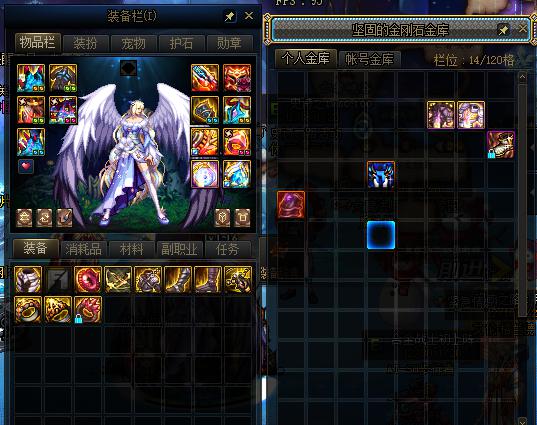 FPS : 95
装备栏(I)
物品栏 装扮 宠物 护石 勋章
装备 消耗品 材料 副职业 任务
坚固的金刚石金库
个人金库 帐号金库 栏位：14/120格